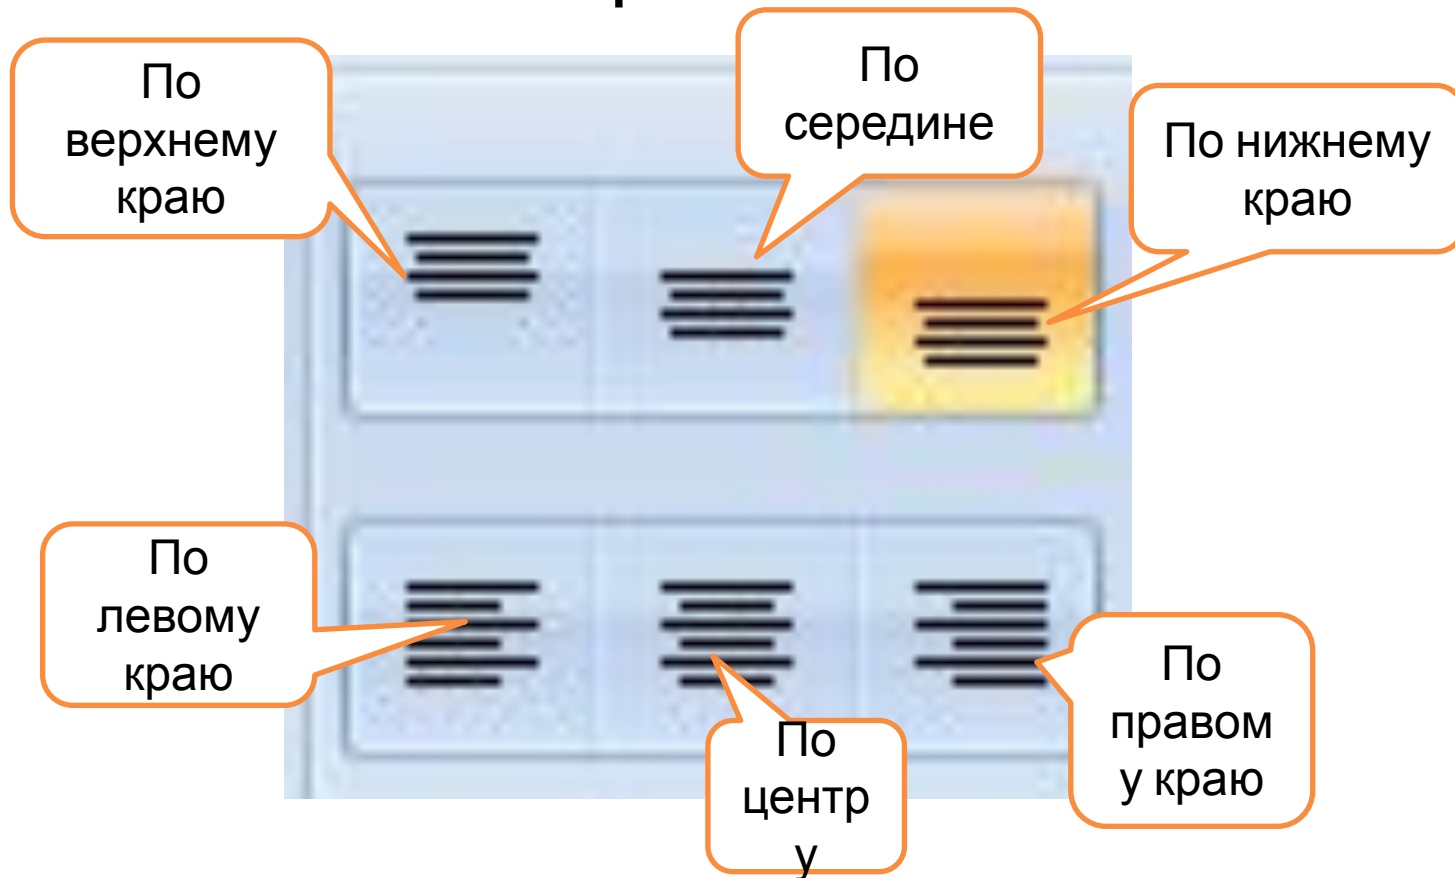 По
верхнему
краю
По
середине
По нижнему
краю
По
левому
краю
По
центр
у
По
правом
у краю